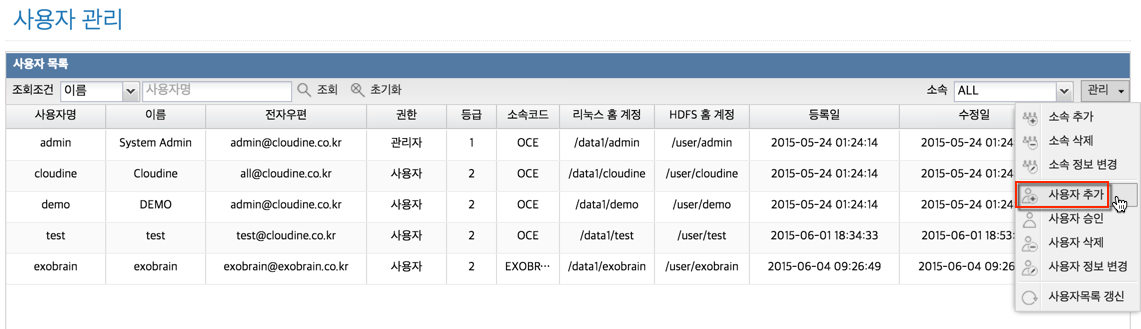 사용자 관리
사용자 목록
조회조건 이름 사용자명 조회 초기화 소속 ALL 관리
사용자명 이름 전자우편 권한 등급 소속코드 리눅스 홈 계정 HDFS 홈 계정 등록일 수정일
admin System Admin admin@cloudine.co.kr 관리자 1 OCE /data1/admin /user/admin 2015-05-24 01:24:14 2015-05-24 01:24
cloudine Cloudine all@cloudine.co.kr 사용자 2 OCE /data1/cloudine /user/cloudine 2015-05-24 01:24:14 2015-05-24 01:24
demo DEMO admin@cloudine.co.kr 사용자 2 OCE /data1/demo /user/demo 2015-05-24 01:24:14 2015-05-24 01:24
test test test@cloudine.co.kr 사용자 2 OCE /data1/test /user/test 2015-06-01 18:34:33 2015-06-01 18:53:
exobrain exobrain exobrain@exobrain.co.kr 사용자 2 EXOBR··· /data1/exobrain /user/exobrain 2015-06-04 09:26:49 2015-06-04 09:26
소속 추가
소속 삭제
소속 정보 변경
사용자 추가
사용자 승인
사용자 삭제
사용자 정보 변경
사용자목록 갱신